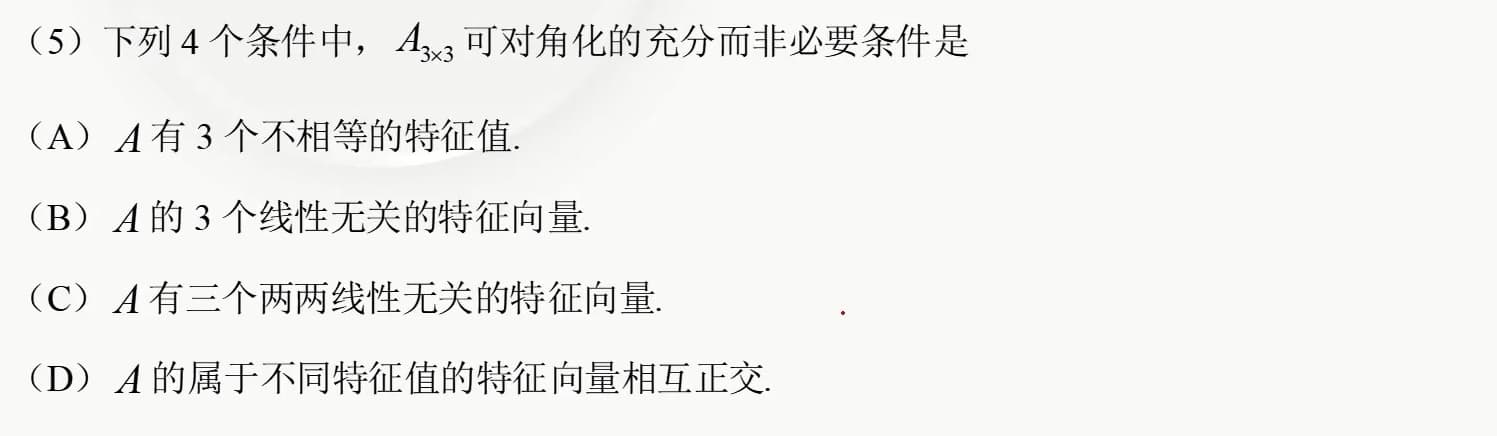 （5）下列 4 个条件中， A₃ₓ₃ 可对角化的充分而非必要条件是
（A） A 有 3 个不相等的特征值.
（B） A 的 3 个线性无关的特征向量.
（C） A 有三个两两线性无关的特征向量.
（D） A 的属于不同特征值的特征向量相互正交.